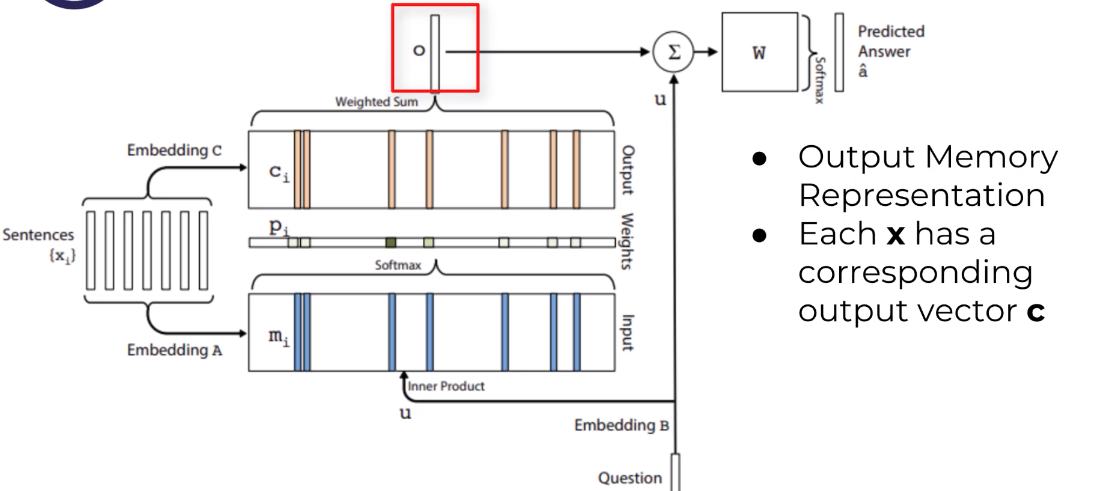 o
Σ
W
Softmax
Predicted
Answer
â
u
Weighted Sum
Embedding C
c_i
Output
Sentences
{x_i}
p_i
Weights
Softmax
m_i
Input
Embedding A
Inner Product
u
Embedding B
Question
● Output Memory
Representation
● Each x has a
corresponding
output vector c